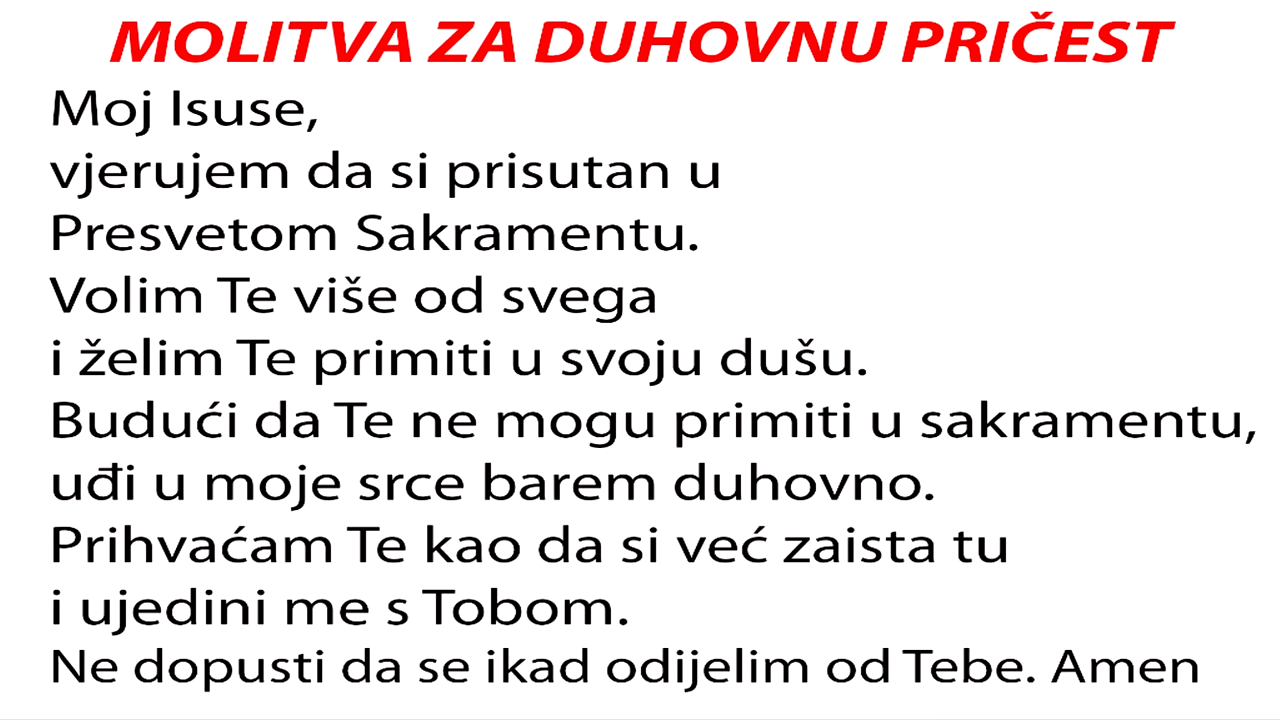 MOLITVA ZA DUHOVNU PRIČEST
Moj Isuse,
vjerujem da si prisutan u
Presvetom Sakramentu.
Volim Te više od svega
i želim Te primiti u svoju dušu.
Budući da Te ne mogu primiti u sakramentu,
uđi u moje srce barem duhovno.
Prihvaćam Te kao da si već zaista tu
i ujedini me s Tobom.
Ne dopusti da se ikad odijelim od Tebe. Amen